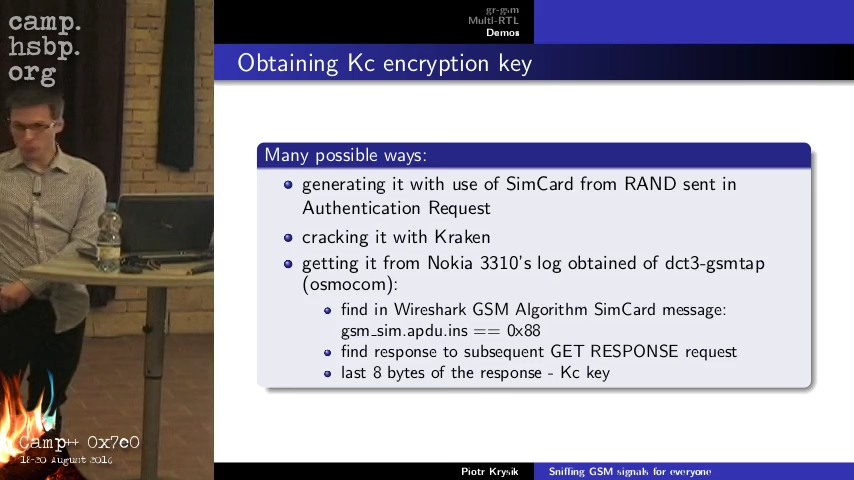 camp.
hsbp.
org
gr-gsm
Multi-RTL
Demos
Obtaining Kc encryption key
Many possible ways:
generating it with use of SimCard from RAND sent in
Authentication Request
cracking it with Kraken
getting it from Nokia 3310's log obtained of dct3-gsmtap
(osmocom):
find in Wireshark GSM Algorithm SimCard message:
gsm_sim.apdu.ins == 0x88
find response to subsequent GET RESPONSE request
last 8 bytes of the response - Kc key
Camp++ 0x7e0
18-20 August 2016
Piotr Krysik
Sniffing GSM signals for everyone